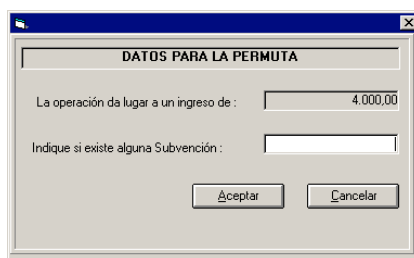 DATOS PARA LA PERMUTA
La operación da lugar a un ingreso de : 4.000,00
Indique si existe alguna Subvención :
Aceptar Cancelar